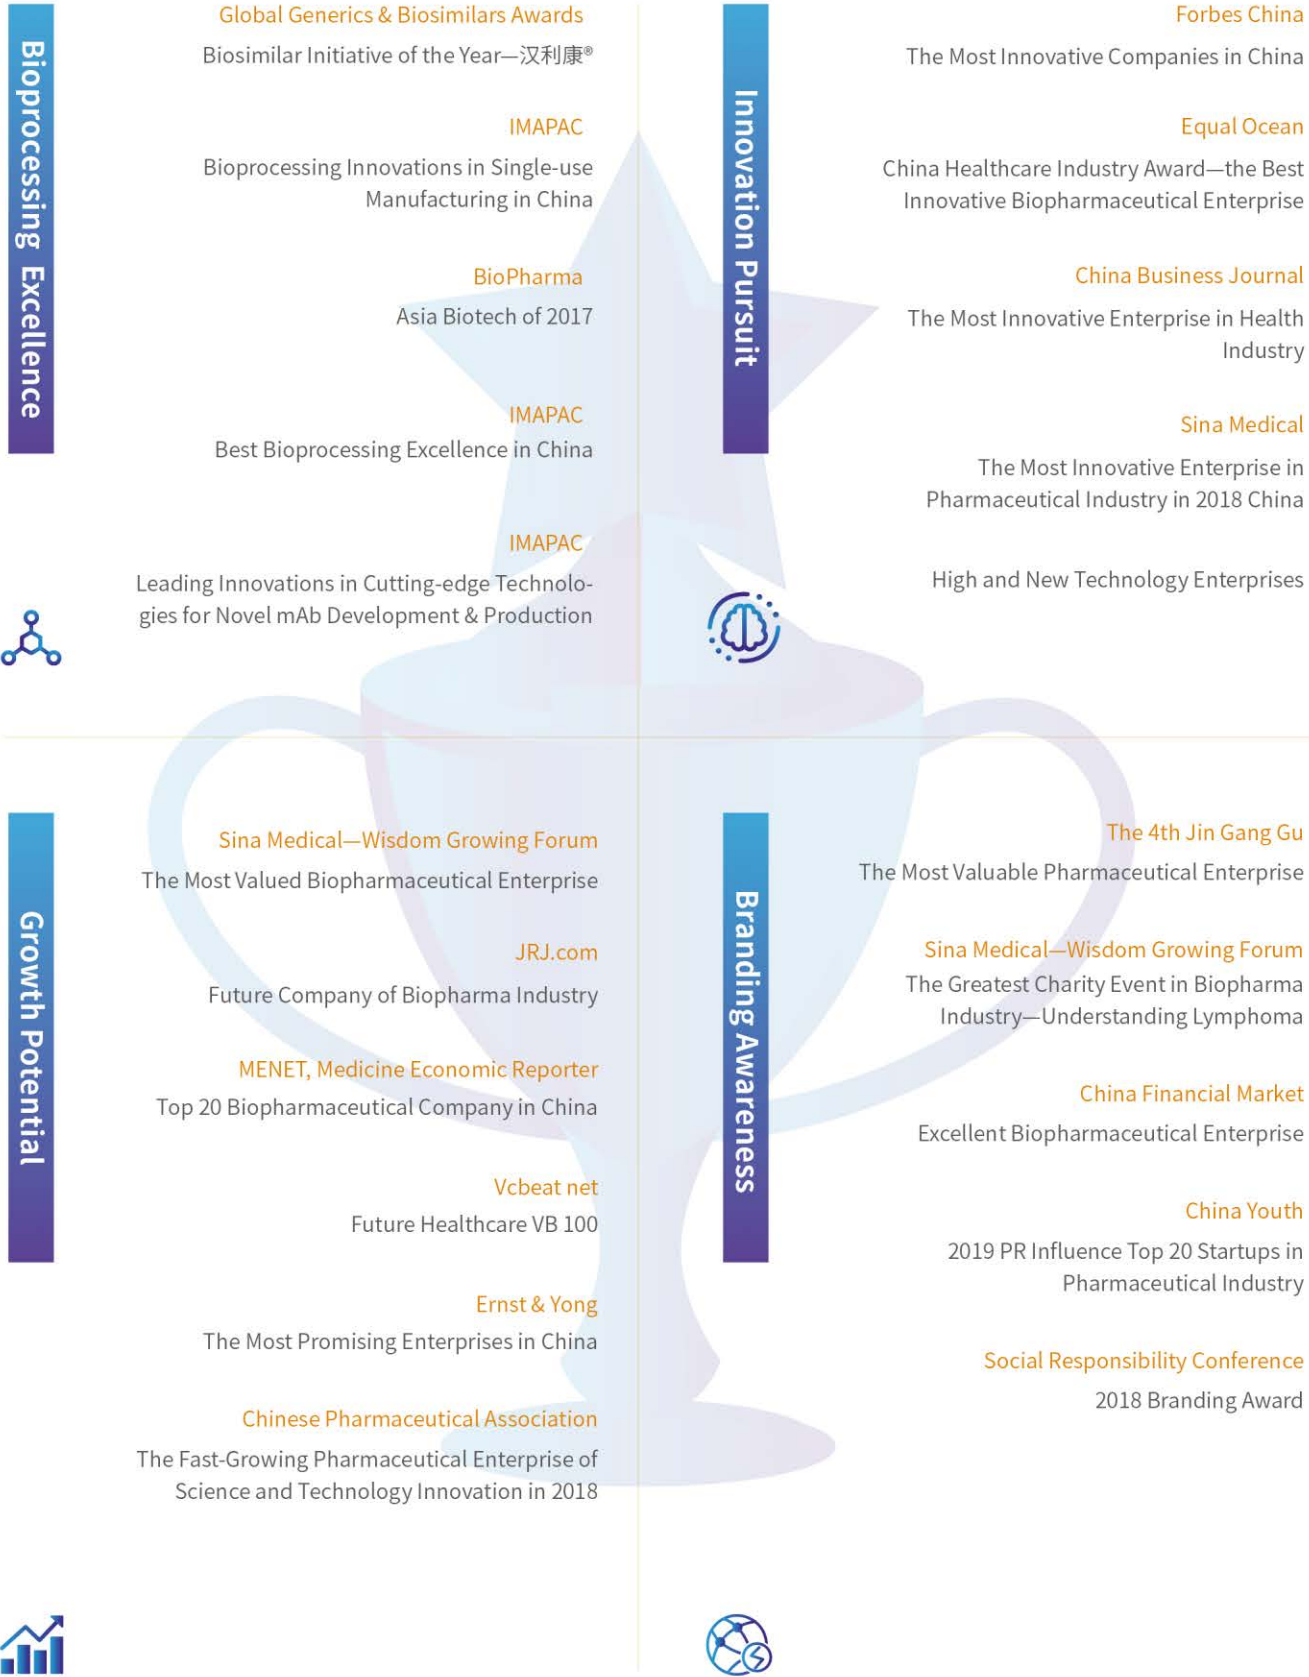 Bioprocessing Excellence
Global Generics & Biosimilars Awards
Biosimilar Initiative of the Year—汉利康®
IMAPAC
Bioprocessing Innovations in Single-use
Manufacturing in China
BioPharma
Asia Biotech of 2017
IMAPAC
Best Bioprocessing Excellence in China
IMAPAC
Leading Innovations in Cutting-edge Technolo-
gies for Novel mAb Development & Production
Innovation Pursuit
Forbes China
The Most Innovative Companies in China
Equal Ocean
China Healthcare Industry Award—the Best
Innovative Biopharmaceutical Enterprise
China Business Journal
The Most Innovative Enterprise in Health
Industry
Sina Medical
The Most Innovative Enterprise in
Pharmaceutical Industry in 2018 China
High and New Technology Enterprises
Growth Potential
Sina Medical—Wisdom Growing Forum
The Most Valued Biopharmaceutical Enterprise
JRJ.com
Future Company of Biopharma Industry
MENET, Medicine Economic Reporter
Top 20 Biopharmaceutical Company in China
Vcbeat net
Future Healthcare VB 100
Ernst & Yong
The Most Promising Enterprises in China
Chinese Pharmaceutical Association
The Fast-Growing Pharmaceutical Enterprise of
Science and Technology Innovation in 2018
Branding Awareness
The 4th Jin Gang Gu
The Most Valuable Pharmaceutical Enterprise
Sina Medical—Wisdom Growing Forum
The Greatest Charity Event in Biopharma
Industry—Understanding Lymphoma
China Financial Market
Excellent Biopharmaceutical Enterprise
China Youth
2019 PR Influence Top 20 Startups in
Pharmaceutical Industry
Social Responsibility Conference
2018 Branding Award